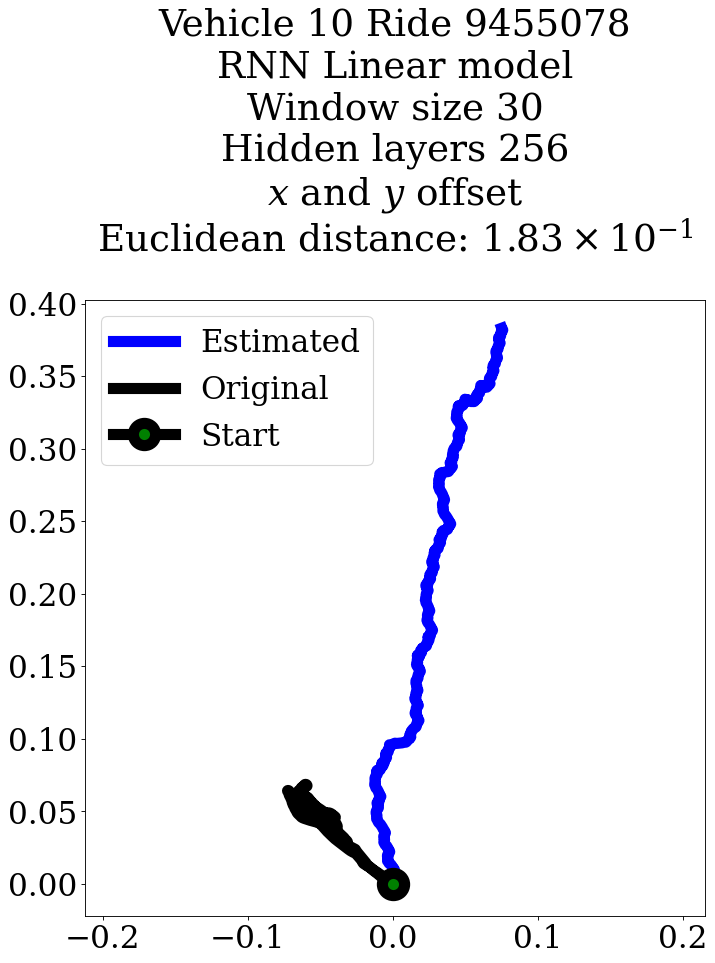 Vehicle 10 Ride 9455078
RNN Linear model
Window size 30
Hidden layers 256
x and y offset
Euclidean distance: 1.83 × 10⁻¹
Estimated
Original
Start
0.40
0.35
0.30
0.25
0.20
0.15
0.10
0.05
0.00
−0.2 −0.1 0.0 0.1 0.2